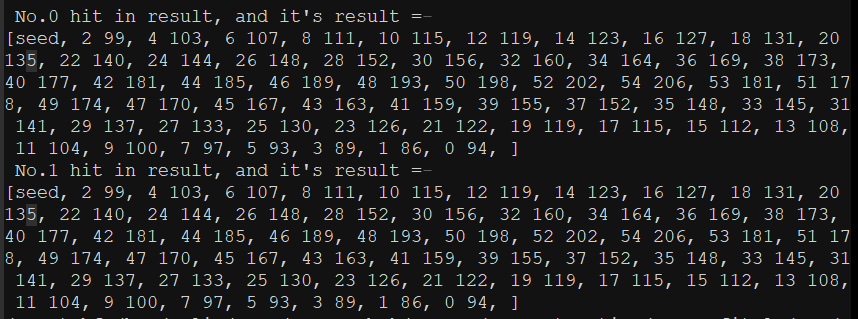 No.0 hit in result, and it's result =-
[seed, 2 99, 4 103, 6 107, 8 111, 10 115, 12 119, 14 123, 16 127, 18 131, 20
135, 22 140, 24 144, 26 148, 28 152, 30 156, 32 160, 34 164, 36 169, 38 173,
40 177, 42 181, 44 185, 46 189, 48 193, 50 198, 52 202, 54 206, 53 181, 51 17
8, 49 174, 47 170, 45 167, 43 163, 41 159, 39 155, 37 152, 35 148, 33 145, 31
141, 29 137, 27 133, 25 130, 23 126, 21 122, 19 119, 17 115, 15 112, 13 108,
11 104, 9 100, 7 97, 5 93, 3 89, 1 86, 0 94, ]
No.1 hit in result, and it's result =-
[seed, 2 99, 4 103, 6 107, 8 111, 10 115, 12 119, 14 123, 16 127, 18 131, 20
135, 22 140, 24 144, 26 148, 28 152, 30 156, 32 160, 34 164, 36 169, 38 173,
40 177, 42 181, 44 185, 46 189, 48 193, 50 198, 52 202, 54 206, 53 181, 51 17
8, 49 174, 47 170, 45 167, 43 163, 41 159, 39 155, 37 152, 35 148, 33 145, 31
141, 29 137, 27 133, 25 130, 23 126, 21 122, 19 119, 17 115, 15 112, 13 108,
11 104, 9 100, 7 97, 5 93, 3 89, 1 86, 0 94, ]